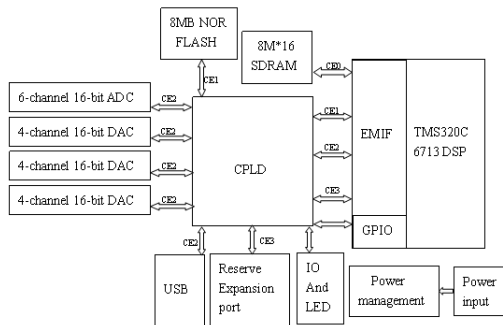 8MB NOR
FLASH
8M*16
SDRAM
CE0
CE1
6-channel 16-bit ADC
CE2
4-channel 16-bit DAC
CE2
4-channel 16-bit DAC
CE2
4-channel 16-bit DAC
CE2
CPLD
CE1
CE2
CE3
EMIF
GPIO
TMS320C
6713 DSP
CE2
CE3
USB
Reserve
Expansion
port
IO
And
LED
Power
management
Power
input